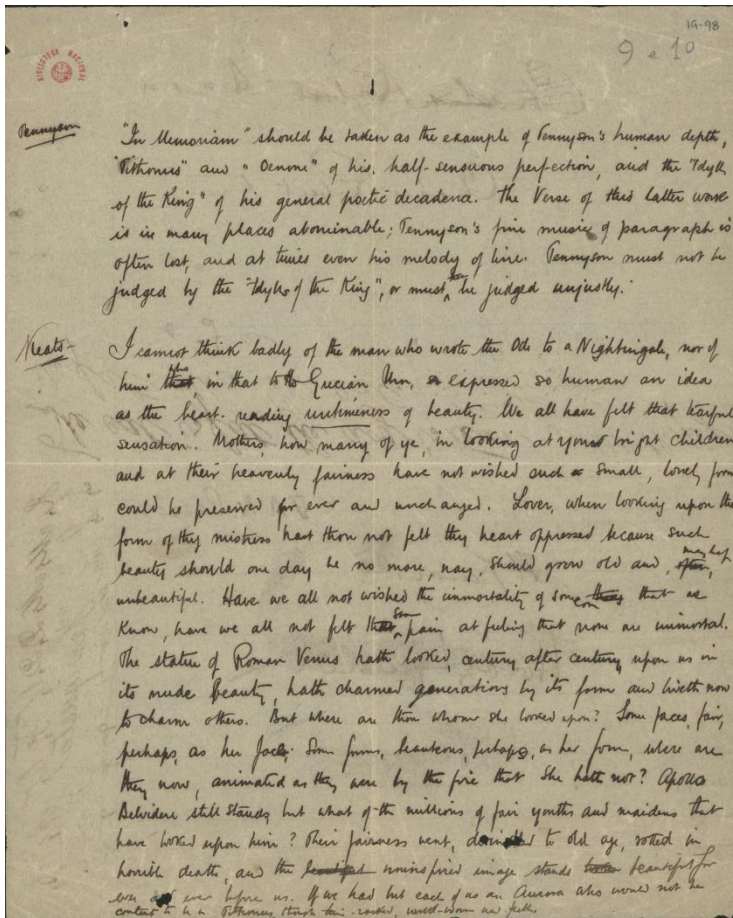 19-98
9 e 10
BIBLIOTECA NACIONAL
1
Tennyson
"In Memoriam" should be taken as the example of Tennyson's human depth,
"Tithonus" and "Oenone" of his half-sensuous perfection, and the "Idylls
of the King" of his general poetic decadence. The Verse of this latter work
is in many places abominable; Tennyson's fine music of paragraph is
often lost, and at times even his melody of line. Tennyson must not be
judged by the "Idylls of the King", or must be judged unjustly.
Keats -
I cannot think badly of the man who wrote the Ode to a Nightingale, nor of
him who in that to the Grecian Urn, expressed so human an idea
as the heart-rending untimeness of beauty. We all have felt that tearful
sensation. Mothers, how many of ye, in looking at your bright children
and at their heavenly fairness have not wished such small, lovely form
could be preserved for ever and unchanged. Lover, when looking upon the
form of thy mistress hast thou not felt thy heart oppressed because such
beauty should one day be no more, nay, should grow old and, may hap
unbeautiful. Have we all not wished the immortality of some that we
know, have we all not felt pain at feeling that none are immortal.
The statue of Roman Venus hath looked, century after century, upon us in
its nude beauty, hath charmed generations by its form and liveth now
to charm others. But where are those whom she looked upon? Some faces, fair,
perhaps, as her face; some forms, beauteous, perhaps, as her form, where are
they now, animated as they were by the fire that she hath not? Apollo
Belvidere still stands, but what of the millions of fair youths and maidens that
have looked upon him? Their fairness went, to old age, rotted in
horrible death, and the uninspired image stands beautiful for
ever and ever before us. If we had but each of us an Aurora who would not be
content to be a Tithonus, though